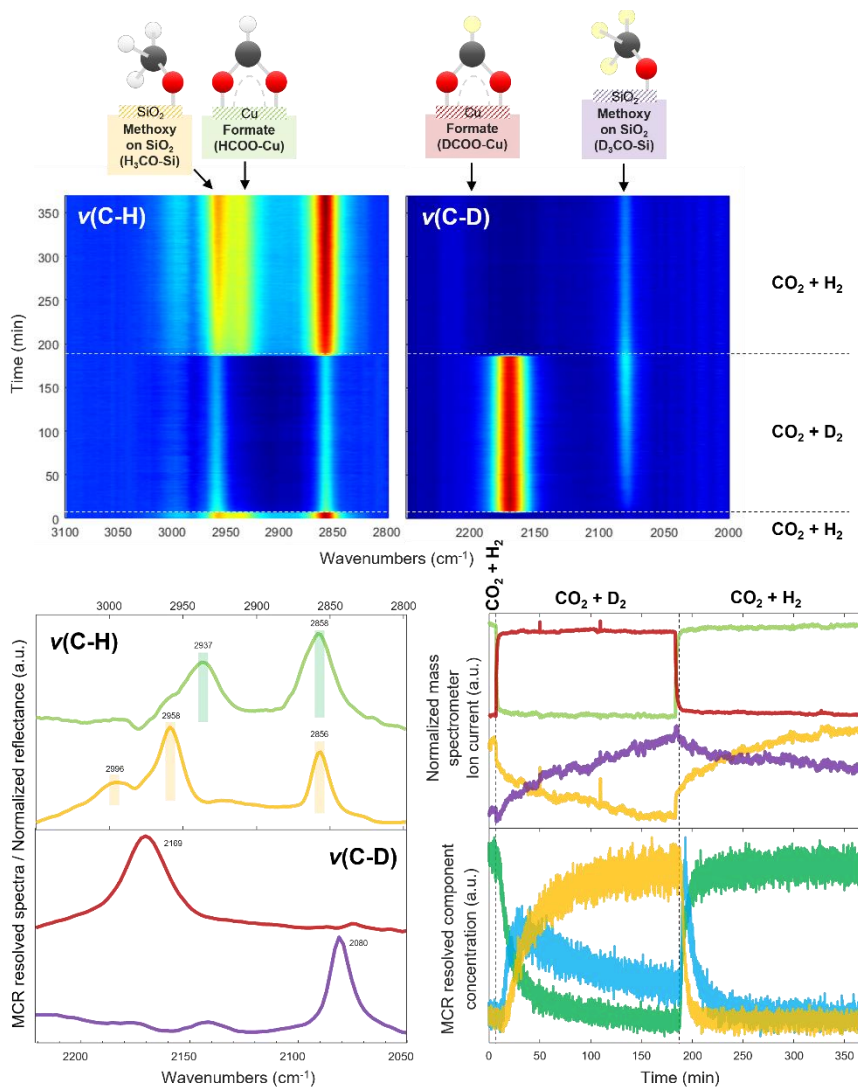 SiO2
Methoxy
on SiO2
(H3CO-Si)
Cu
Formate
(HCOO-Cu)
Cu
Formate
(DCOO-Cu)
SiO2
Methoxy
on SiO2
(D3CO-Si)
ν(C-H)
ν(C-D)
350
300
250
200
150
100
50
0
Time (min)
3100 3050 3000 2950 2900 2850 2800
2200 2150 2100 2050 2000
Wavenumbers (cm-1)
CO2 + H2
CO2 + D2
CO2 + H2
3000 2950 2900 2850 2800
ν(C-H)
2937
2858
2958
2996
2856
ν(C-D)
2169
2080
MCR resolved spectra / Normalized reflectance (a.u.)
2200 2150 2100 2050
Wavenumbers (cm-1)
CO2 + H2
CO2 + D2
CO2 + H2
Normalized mass
spectrometer
Ion current (a.u.)
MCR resolved component
concentration (a.u.)
0 50 100 150 200 250 300 350
Time (min)